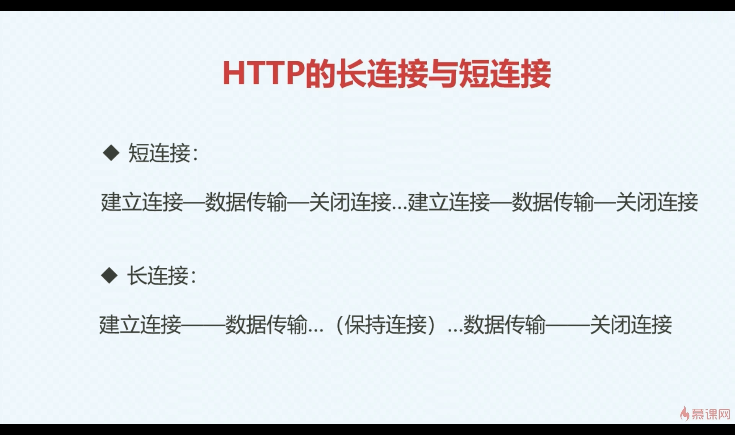 HTTP的长连接与短连接
◆ 短连接：
建立连接—数据传输—关闭连接...建立连接—数据传输—关闭连接
◆ 长连接：
建立连接——数据传输...（保持连接）...数据传输——关闭连接
慕课网